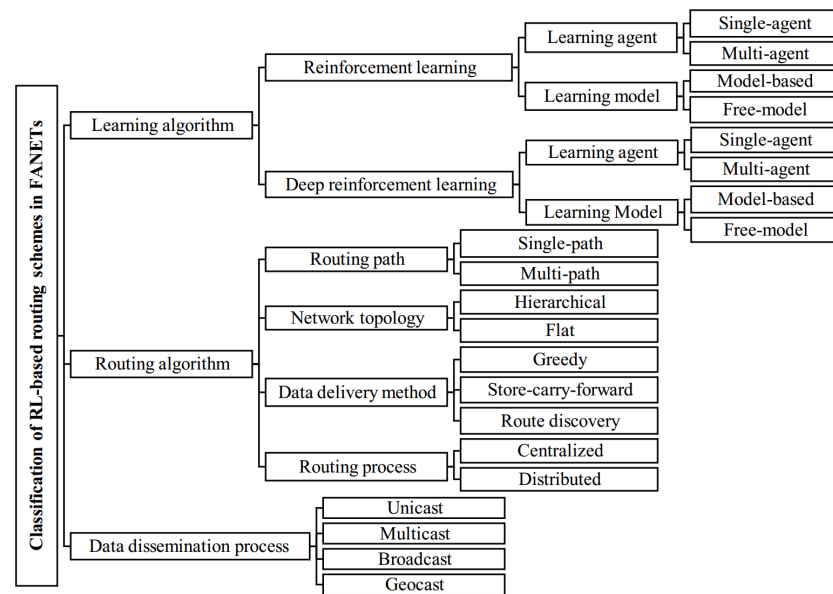 Classification of RL-based routing schemes in FANETs
Learning algorithm
Reinforcement learning
Learning agent
Single-agent
Multi-agent
Learning model
Model-based
Free-model
Deep reinforcement learning
Learning agent
Single-agent
Multi-agent
Learning Model
Model-based
Free-model
Routing algorithm
Routing path
Single-path
Multi-path
Network topology
Hierarchical
Flat
Data delivery method
Greedy
Store-carry-forward
Route discovery
Routing process
Centralized
Distributed
Data dissemination process
Unicast
Multicast
Broadcast
Geocast